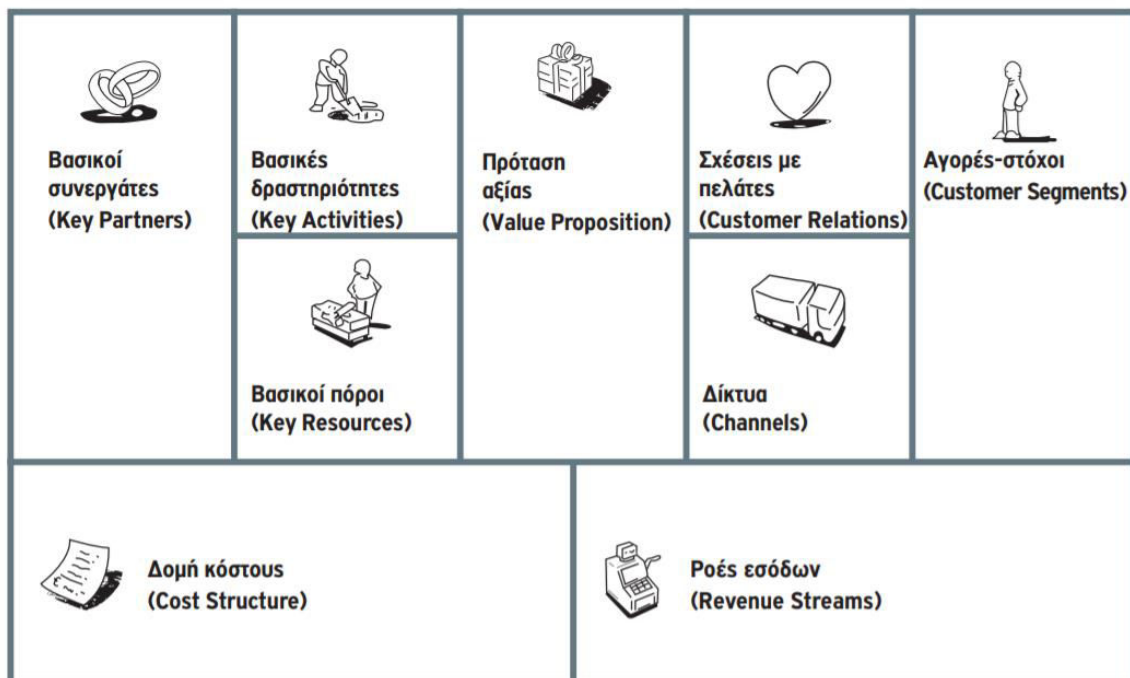 Βασικοί
συνεργάτες
(Key Partners)
Βασικές
δραστηριότητες
(Key Activities)
Βασικοί πόροι
(Key Resources)
Πρόταση
αξίας
(Value Proposition)
Σχέσεις με
πελάτες
(Customer Relations)
Δίκτυα
(Channels)
Αγορές-στόχοι
(Customer Segments)
Δομή κόστους
(Cost Structure)
Ροές εσόδων
(Revenue Streams)